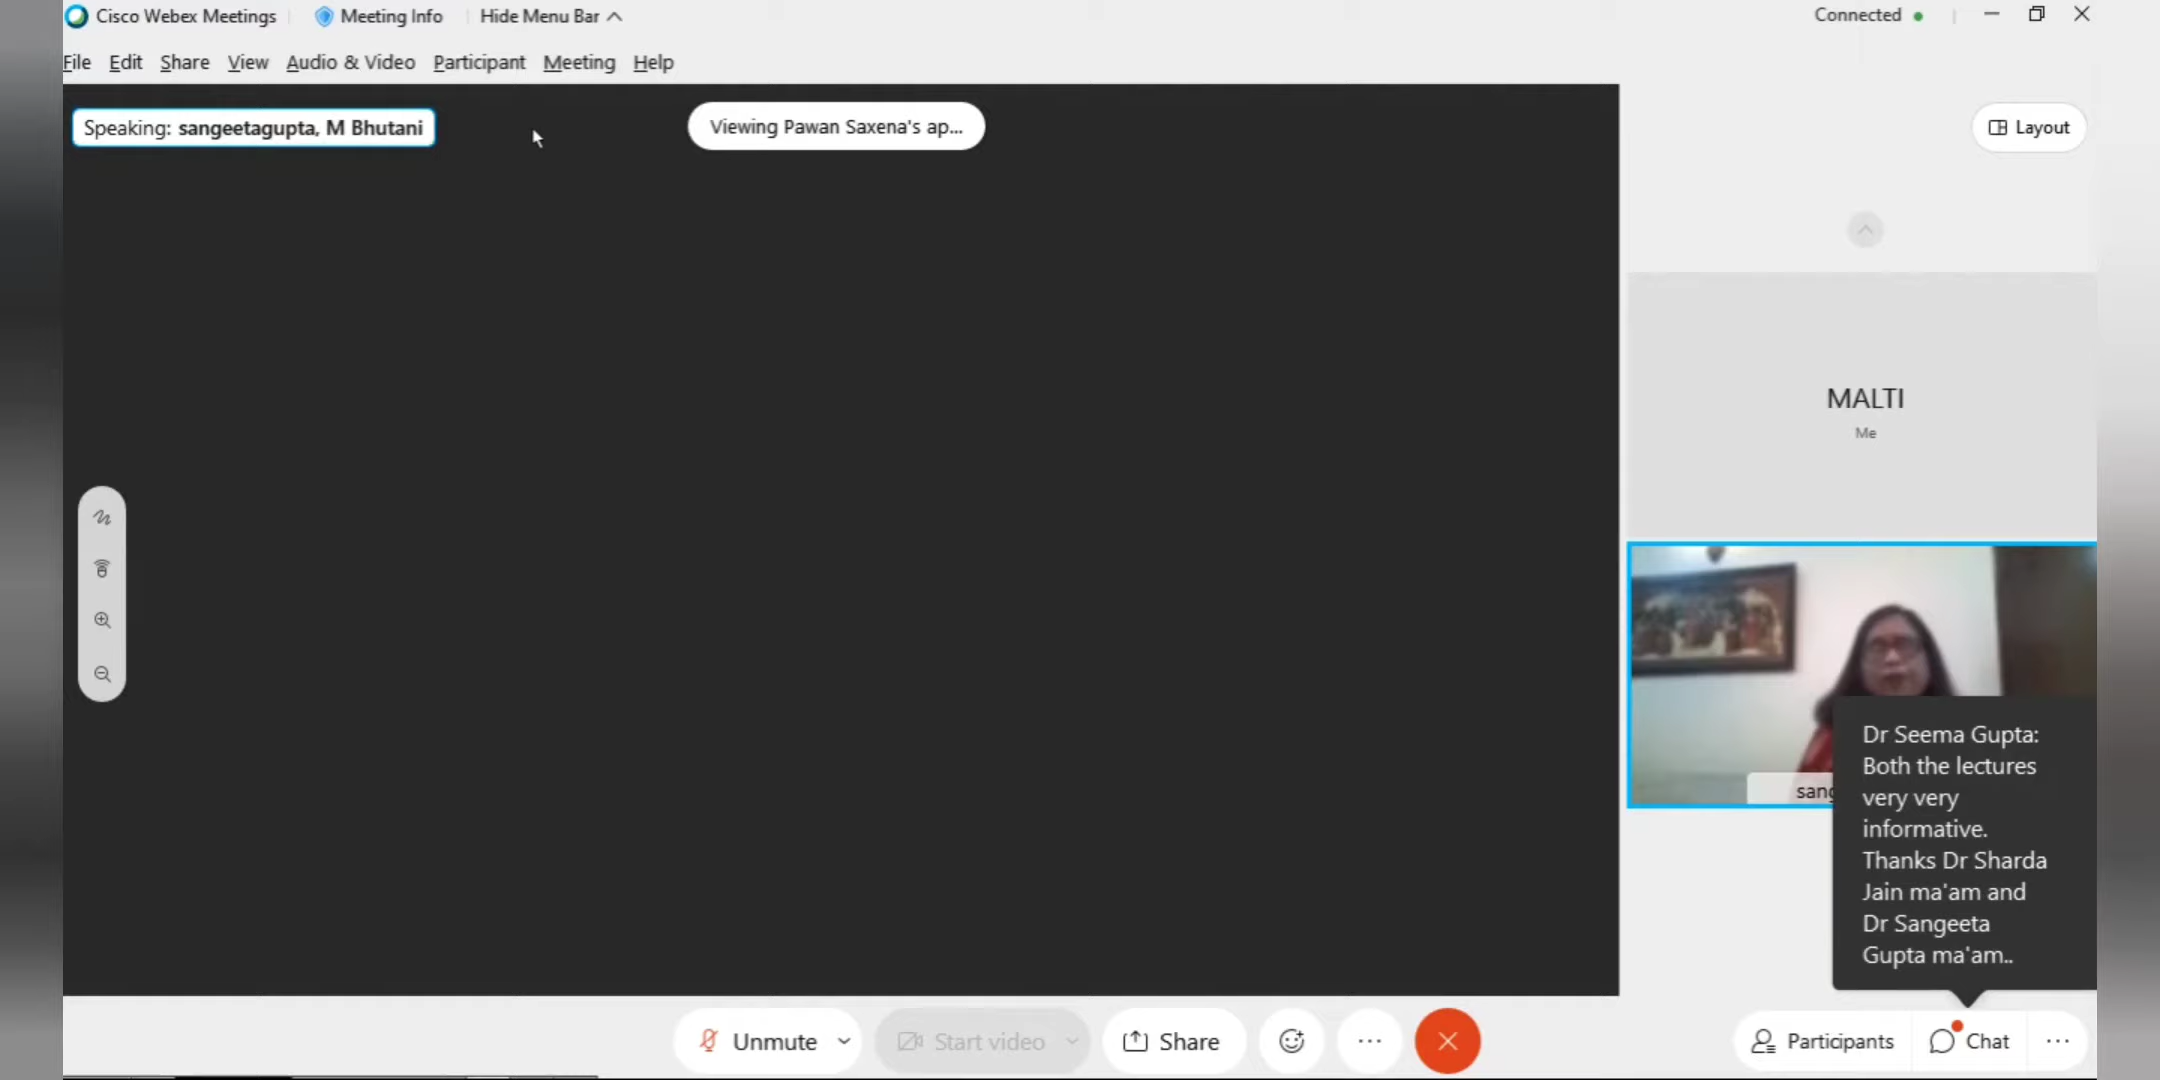 Cisco Webex Meetings
Meeting Info
Hide Menu Bar
Connected
File Edit Share View Audio & Video Participant Meeting Help
Speaking: sangeetagupta, M Bhutani
Viewing Pawan Saxena's ap...
Layout
MALTI
Me
sang
Dr Seema Gupta:
Both the lectures
very very
informative.
Thanks Dr Sharda
Jain ma'am and
Dr Sangeeta
Gupta ma'am..
Unmute
Start video
Share
Participants
Chat